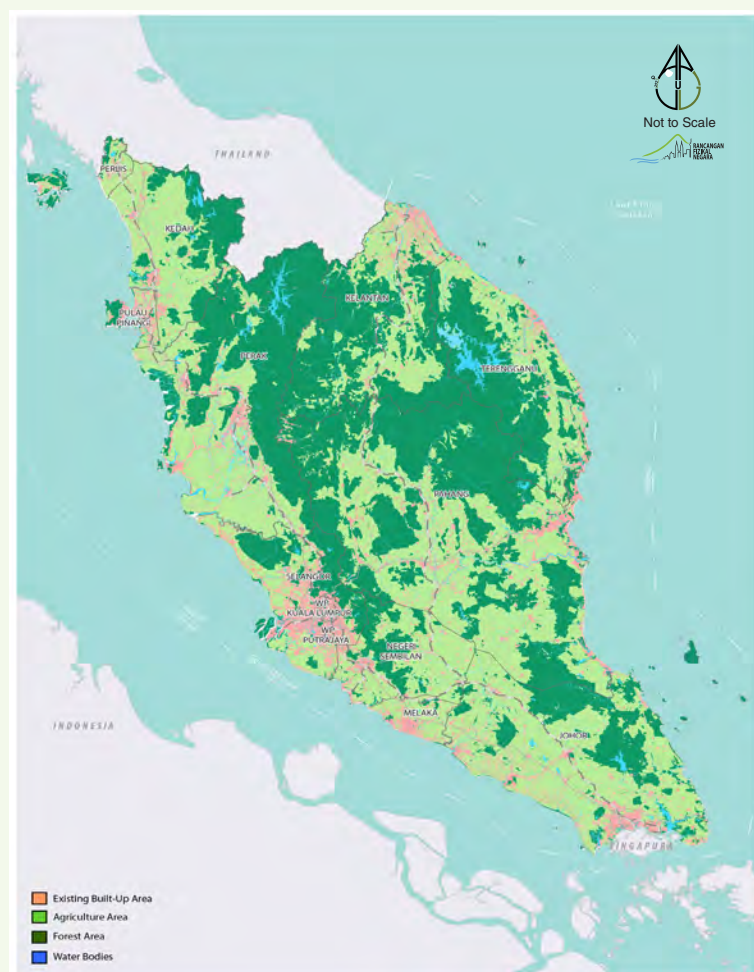 Not to Scale
RANCANGAN
FIZIKAL
NEGARA
THAILAND
PERLIS
KEDAH
KELANTAN
PULAU
PINANG
PERAK
TERENGGANU
PAHANG
SELANGOR
WP
KUALA LUMPUR
WP
PUTRAJAYA
NEGERI
SEMBILAN
MELAKA
INDONESIA
JOHOR
SINGAPURA
Existing Built-Up Area
Agriculture Area
Forest Area
Water Bodies